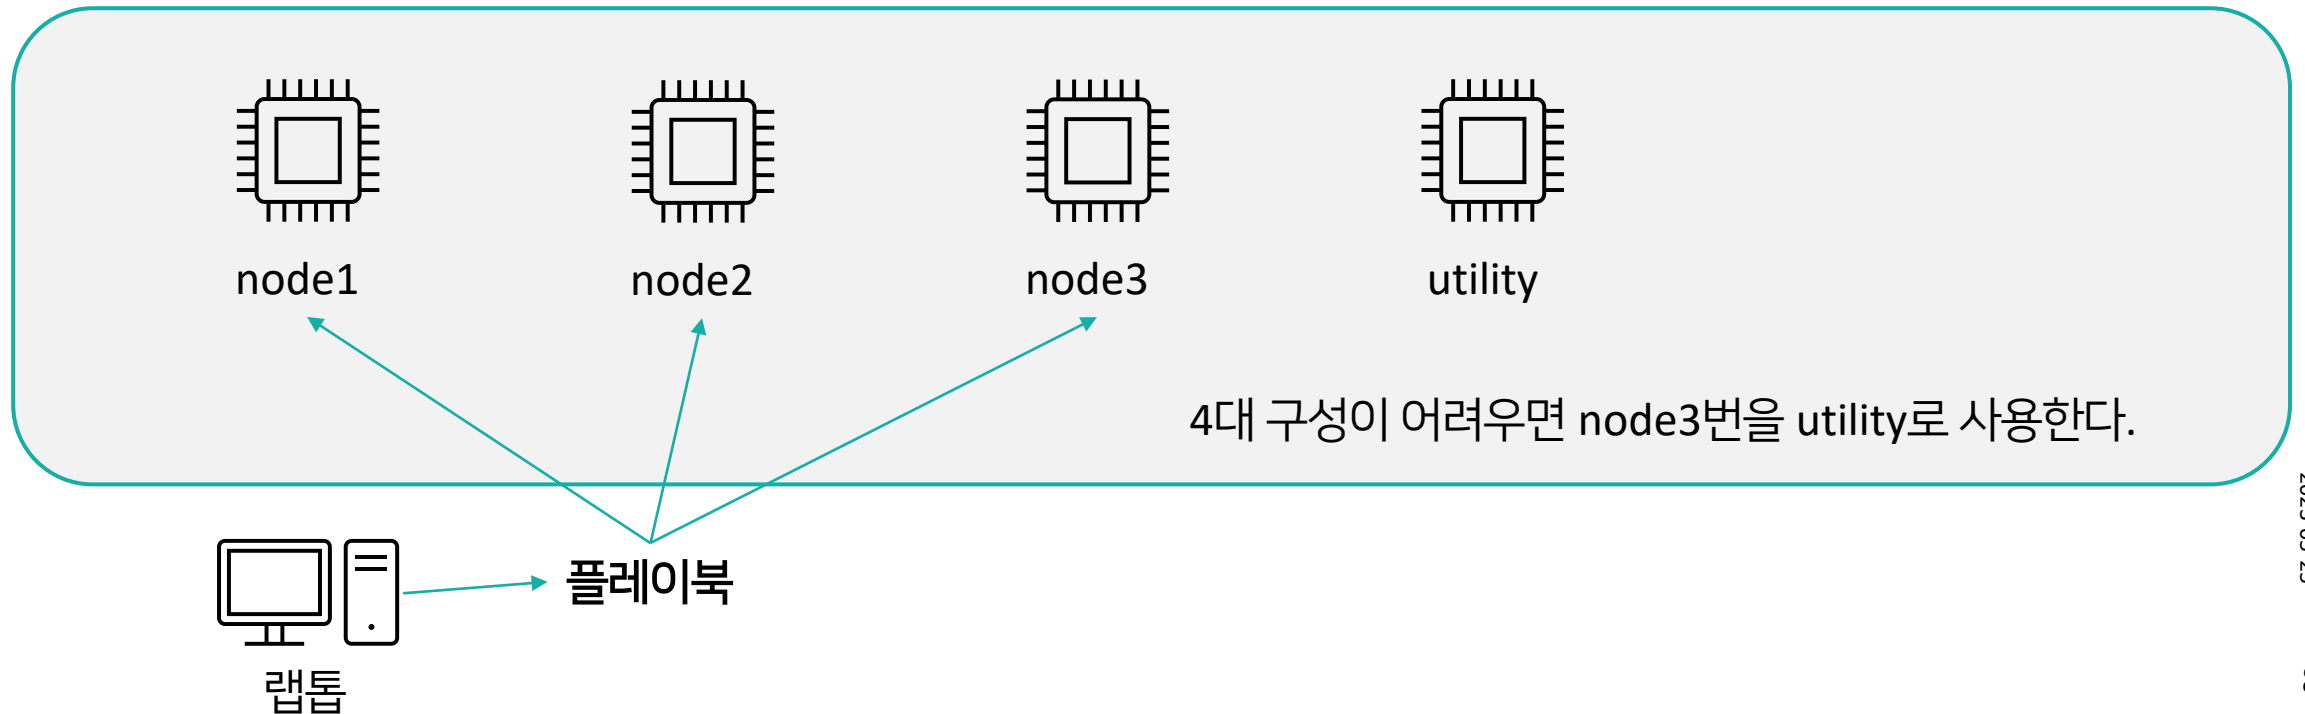 node1
node2
node3
utility
4대 구성이 어려우면 node3번을 utility로 사용한다.
플레이북
랩톱